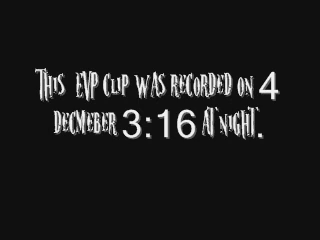 This EVP Clip was recorded on 4
Decmeber 3:16 at night.